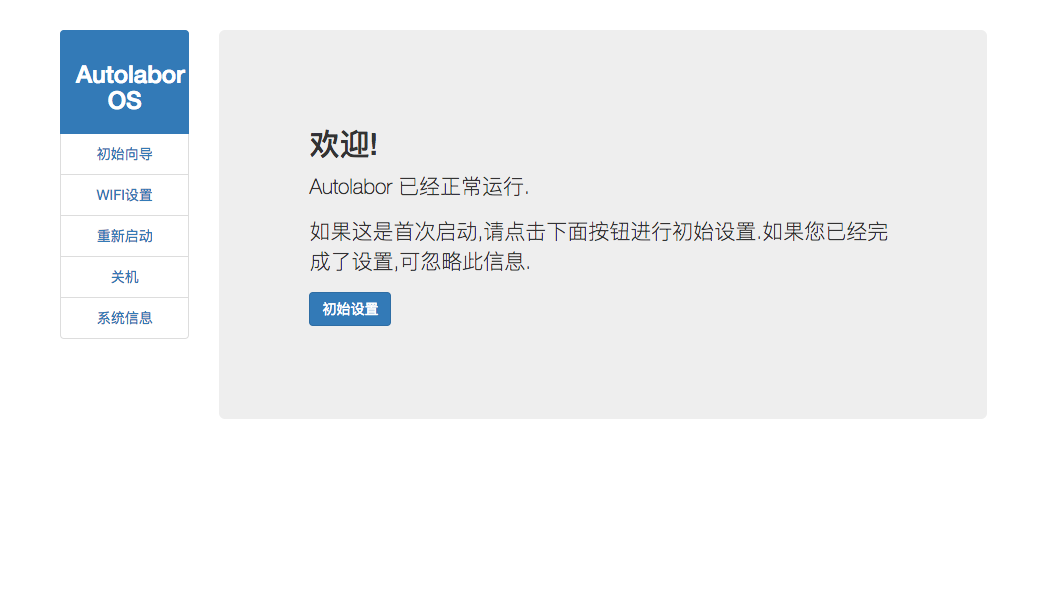 Autolabor
OS
初始向导
WIFI设置
重新启动
关机
系统信息
欢迎!
Autolabor 已经正常运行.
如果这是首次启动,请点击下面按钮进行初始设置.如果您已经完
成了设置,可忽略此信息.
初始设置